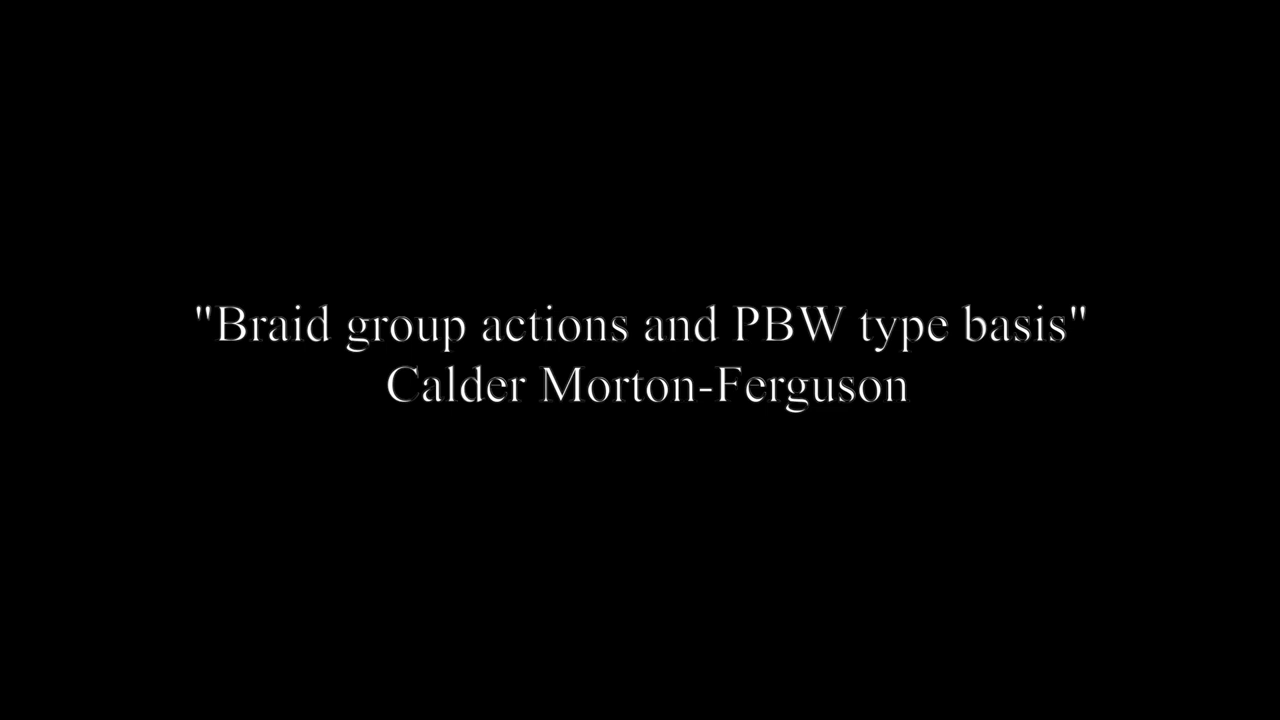 "Braid group actions and PBW type basis"
Calder Morton-Ferguson